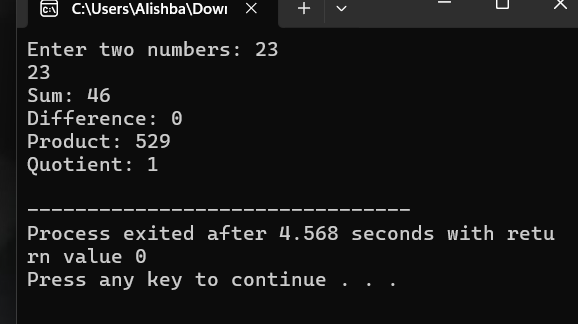 C:\Users\Alishba\Dow
Enter two numbers: 23
23
Sum: 46
Difference: 0
Product: 529
Quotient: 1
--------------------------------
Process exited after 4.568 seconds with retu
rn value 0
Press any key to continue . . .